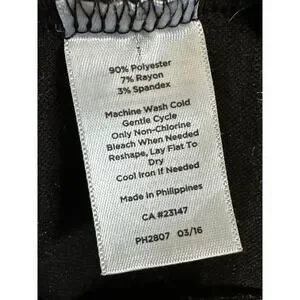 90% Polyester
7% Rayon
3% Spandex
Machine Wash Cold
Gentle Cycle
Only Non-Chlorine
Bleach When Needed
Reshape, Lay Flat To
Dry
Cool Iron If Needed
Made in Philippines
CA #23147
PH2807 03/16